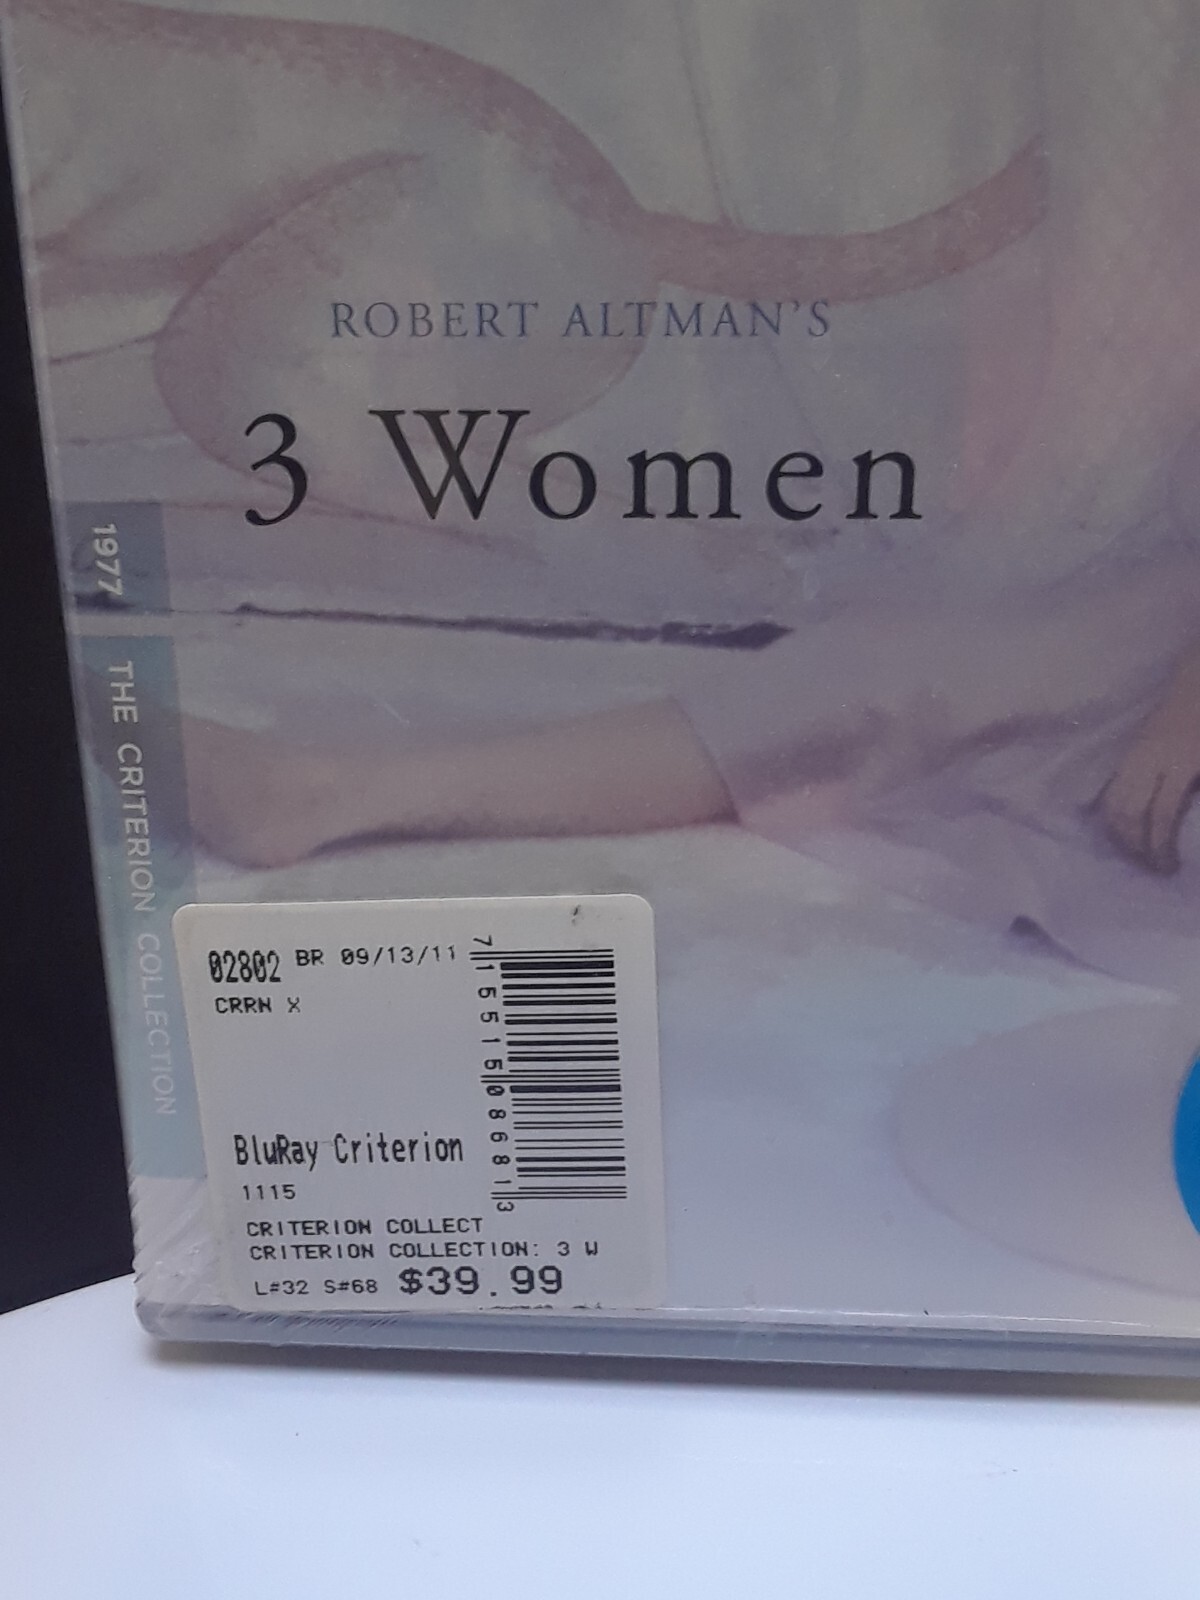 ROBERT ALTMAN'S
3 Women
1977
THE CRITERION COLLECTION
02802 BR 09/13/11
CRRN X
7 15515 08681 3
BluRay Criterion
1115
CRITERION COLLECT
CRITERION COLLECTION: 3 W
L#32 S#68 $39.99